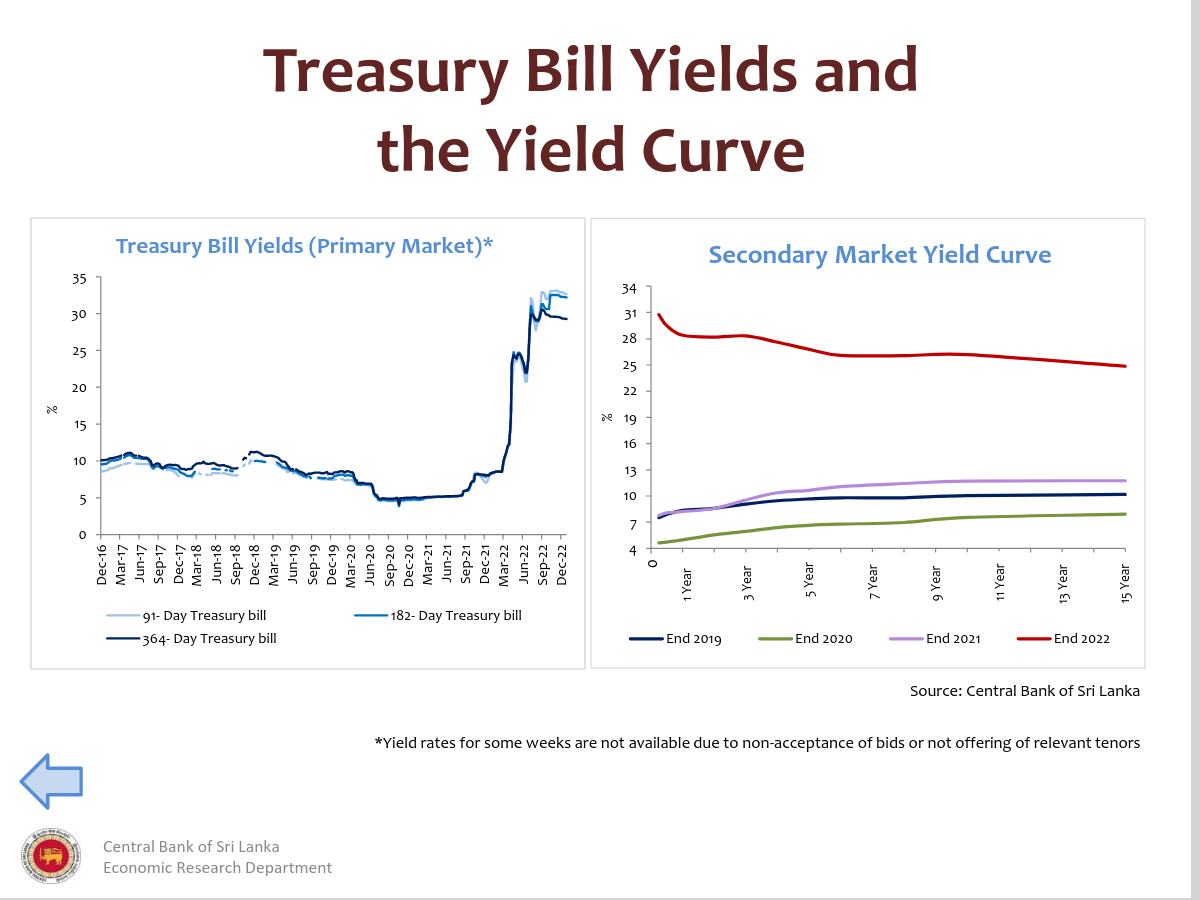 Treasury Bill Yields and
the Yield Curve
Treasury Bill Yields (Primary Market)*
35
30
25
20
15
10
5
0
%
Dec-16
Mar-17
Jun-17
Sep-17
Dec-17
Mar-18
Jun-18
Sep-18
Dec-18
Mar-19
Jun-19
Sep-19
Dec-19
Mar-20
Jun-20
Sep-20
Dec-20
Mar-21
Jun-21
Sep-21
Dec-21
Mar-22
Jun-22
Sep-22
Dec-22
91- Day Treasury bill
182- Day Treasury bill
364- Day Treasury bill
Secondary Market Yield Curve
34
31
28
25
22
19
16
13
10
7
4
%
0
1 Year
3 Year
5 Year
7 Year
9 Year
11 Year
13 Year
15 Year
End 2019
End 2020
End 2021
End 2022
Source: Central Bank of Sri Lanka
*Yield rates for some weeks are not available due to non-acceptance of bids or not offering of relevant tenors
Central Bank of Sri Lanka
Economic Research Department